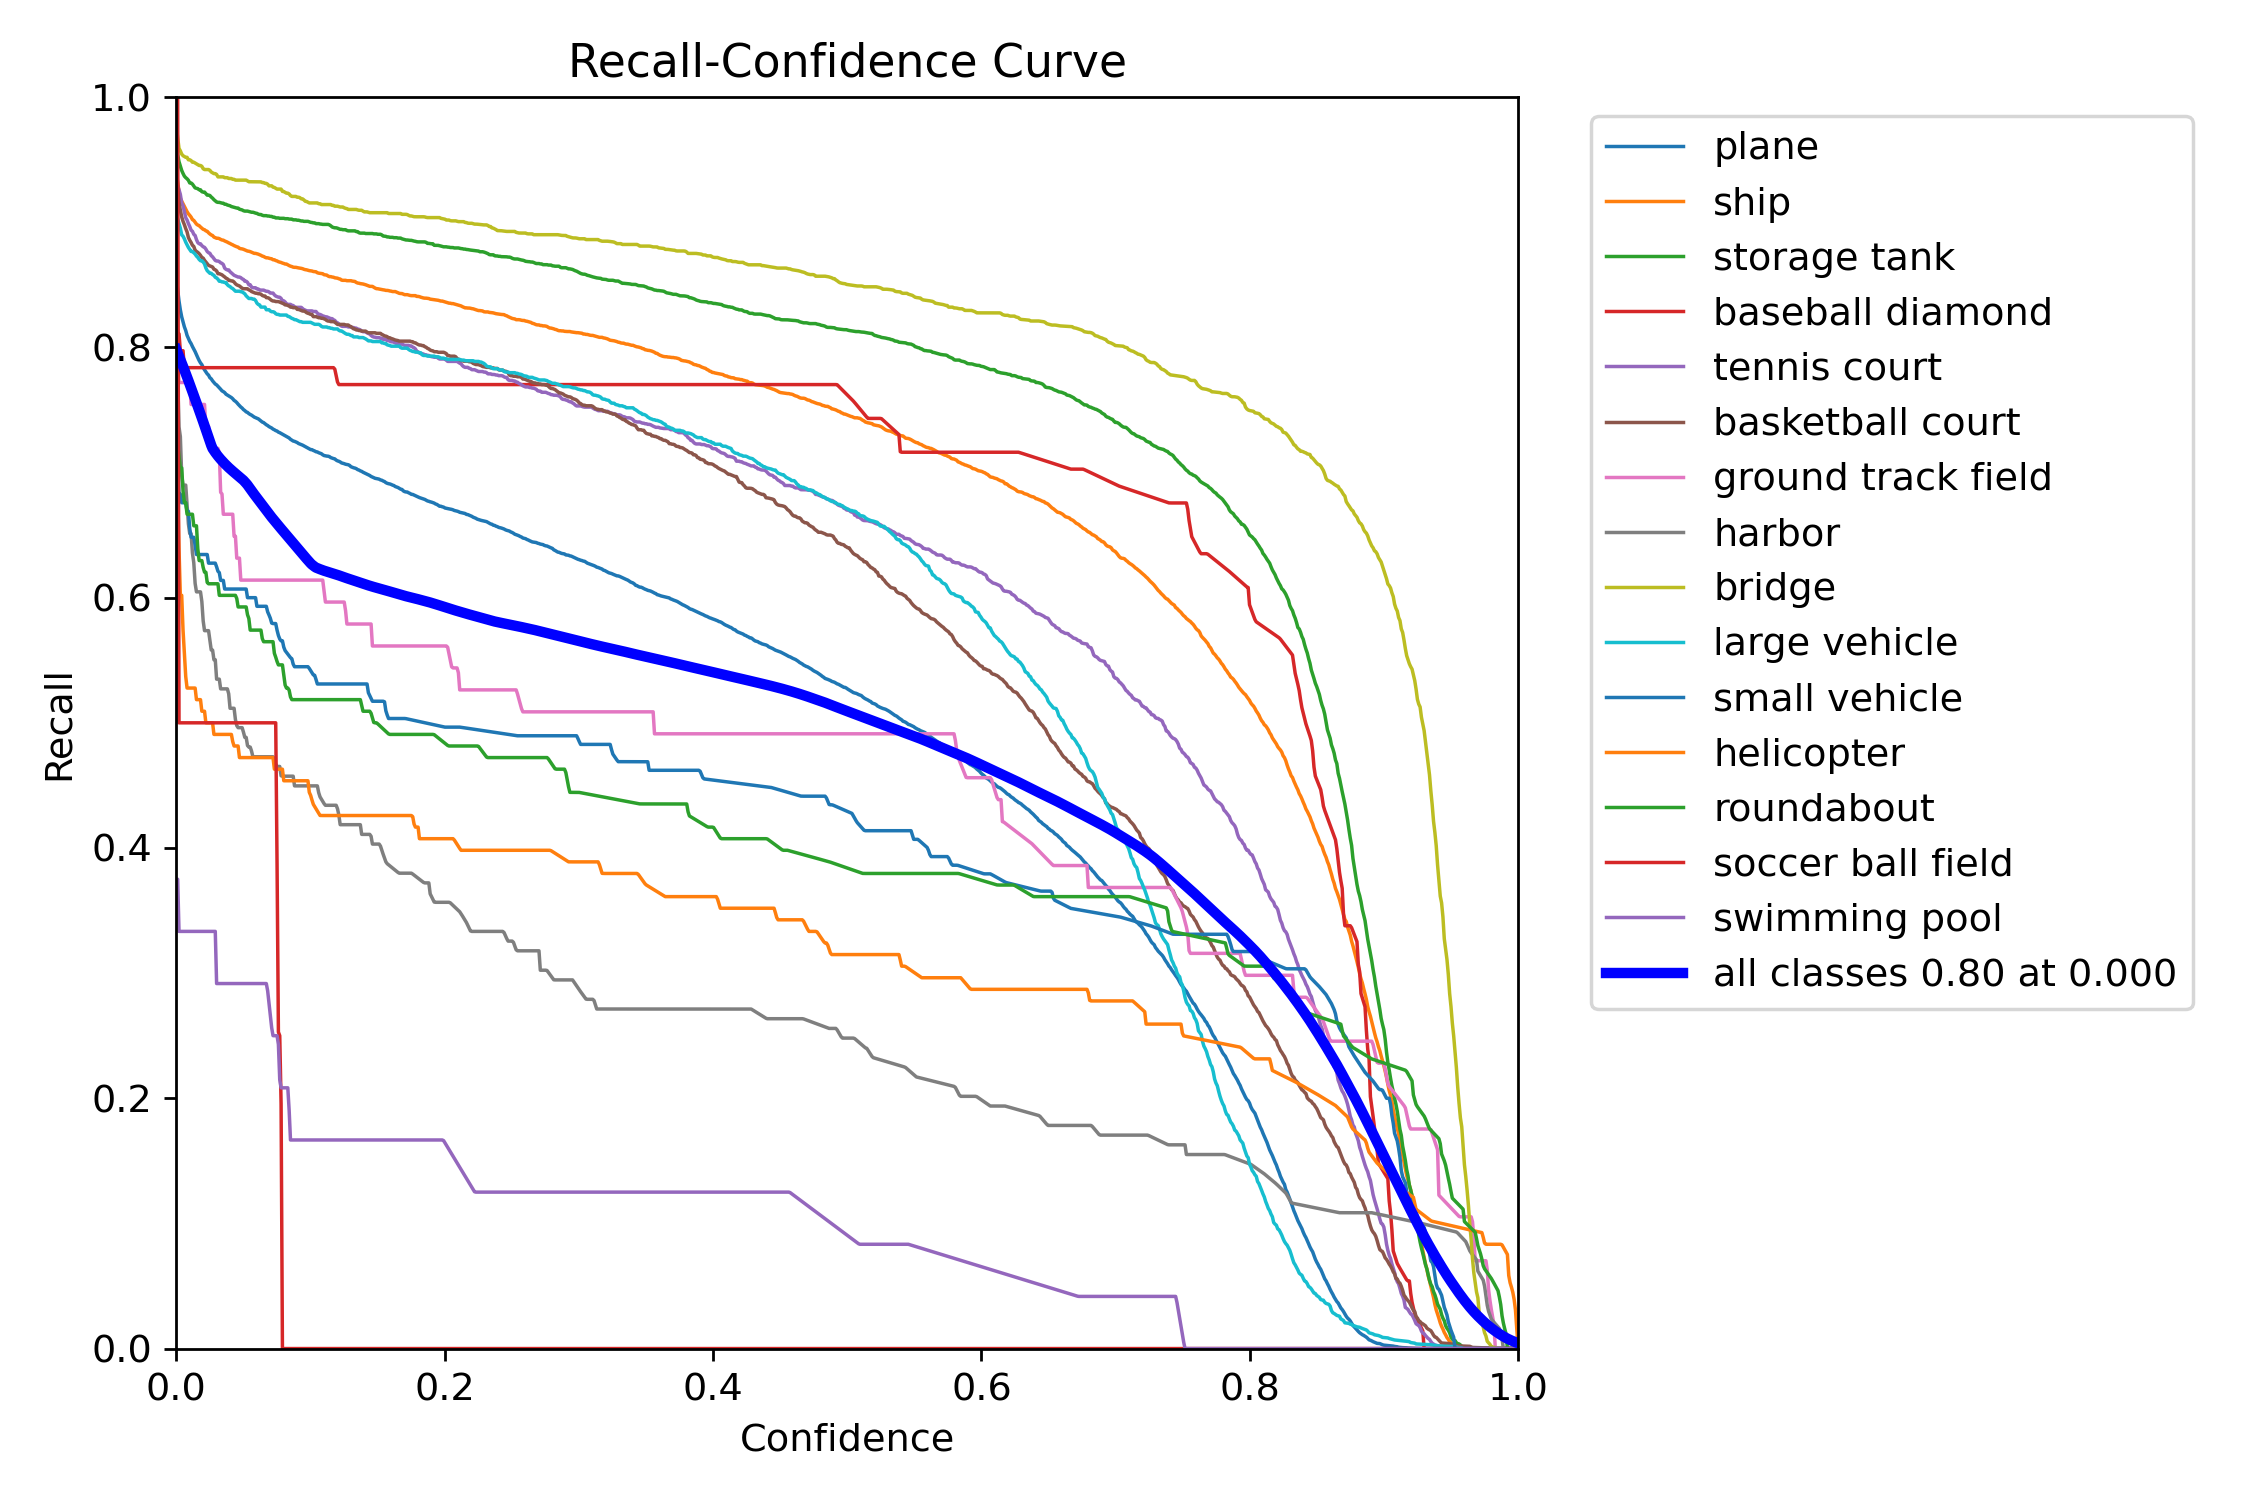 Recall-Confidence Curve
1.0
0.8
0.6
0.4
0.2
0.0
Recall
0.0 0.2 0.4 0.6 0.8 1.0
Confidence
plane
ship
storage tank
baseball diamond
tennis court
basketball court
ground track field
harbor
bridge
large vehicle
small vehicle
helicopter
roundabout
soccer ball field
swimming pool
all classes 0.80 at 0.000